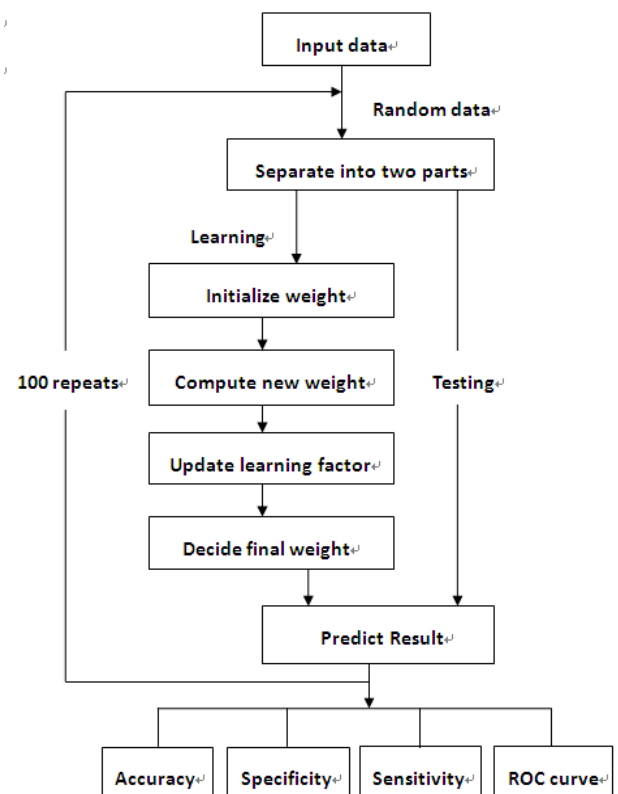 Input data
Random data
Separate into two parts
Learning
Initialize weight
100 repeats
Compute new weight
Testing
Update learning factor
Decide final weight
Predict Result
Accuracy
Specificity
Sensitivity
ROC curve